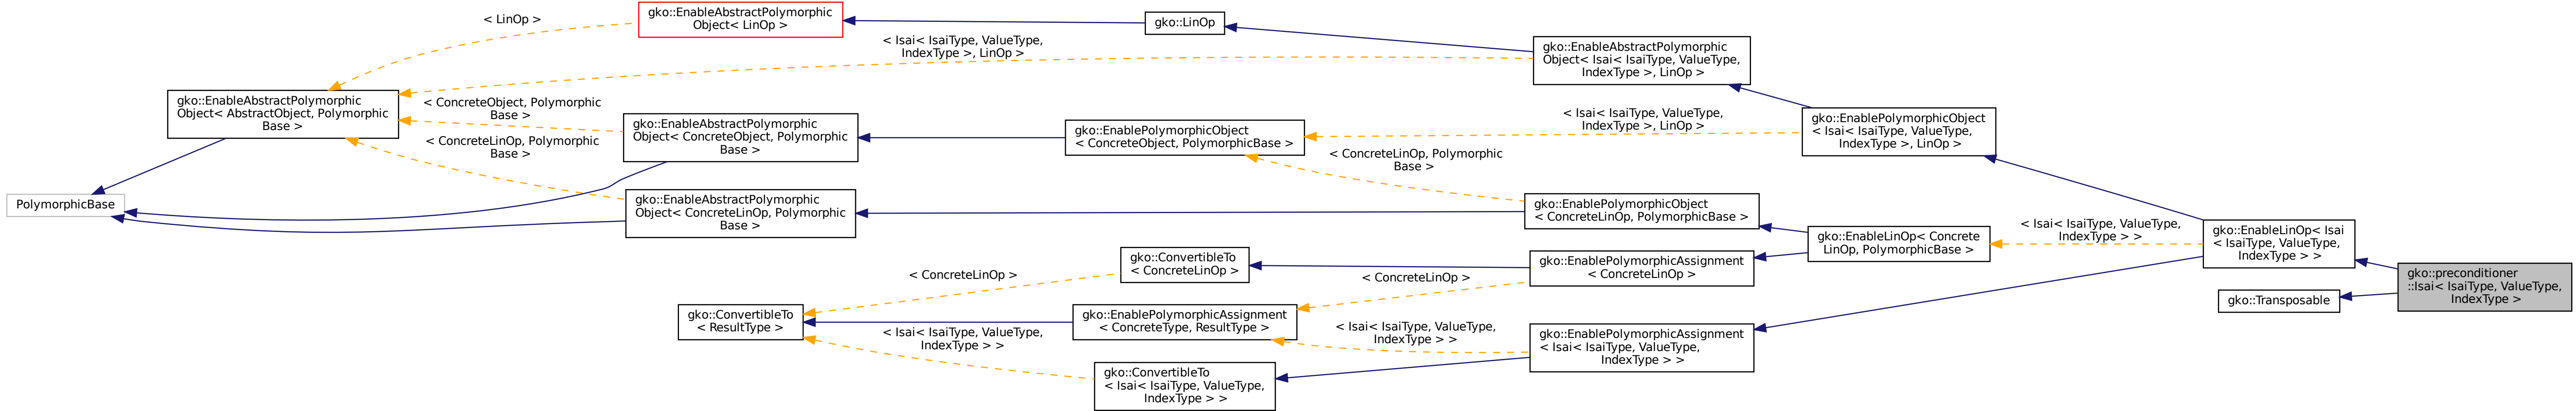 PolymorphicBase
gko::EnableAbstractPolymorphic
Object< AbstractObject, Polymorphic
Base >
< LinOp >
< Isai< IsaiType, ValueType,
IndexType >, LinOp >
< ConcreteObject, Polymorphic
Base >
< ConcreteLinOp, Polymorphic
Base >
gko::EnableAbstractPolymorphic
Object< LinOp >
gko::EnableAbstractPolymorphic
Object< ConcreteObject, Polymorphic
Base >
gko::EnableAbstractPolymorphic
Object< ConcreteLinOp, Polymorphic
Base >
gko::ConvertibleTo
< ResultType >
< ConcreteLinOp >
< Isai< IsaiType, ValueType,
IndexType > >
gko::LinOp
gko::EnablePolymorphicObject
< ConcreteObject, PolymorphicBase >
gko::ConvertibleTo
< ConcreteLinOp >
gko::EnablePolymorphicAssignment
< ConcreteType, ResultType >
gko::ConvertibleTo
< Isai< IsaiType, ValueType,
IndexType > >
< Isai< IsaiType, ValueType,
IndexType >, LinOp >
< ConcreteLinOp, Polymorphic
Base >
< ConcreteLinOp >
< Isai< IsaiType, ValueType,
IndexType > >
gko::EnableAbstractPolymorphic
Object< Isai< IsaiType, ValueType,
IndexType >, LinOp >
gko::EnablePolymorphicObject
< ConcreteLinOp, PolymorphicBase >
gko::EnablePolymorphicAssignment
< ConcreteLinOp >
gko::EnablePolymorphicAssignment
< Isai< IsaiType, ValueType,
IndexType > >
gko::EnablePolymorphicObject
< Isai< IsaiType, ValueType,
IndexType >, LinOp >
gko::EnableLinOp< Concrete
LinOp, PolymorphicBase >
< Isai< IsaiType, ValueType,
IndexType > >
gko::EnableLinOp< Isai
< IsaiType, ValueType,
IndexType > >
gko::Transposable
gko::preconditioner
::Isai< IsaiType, ValueType,
IndexType >